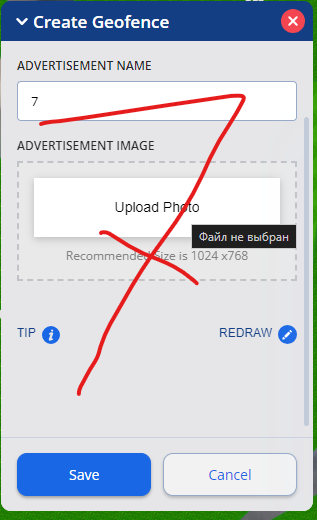 Create Geofence
ADVERTISEMENT NAME
7
ADVERTISEMENT IMAGE
Upload Photo
Файл не выбран
Recommended Size is 1024 x768
TIP
REDRAW
Save
Cancel
7